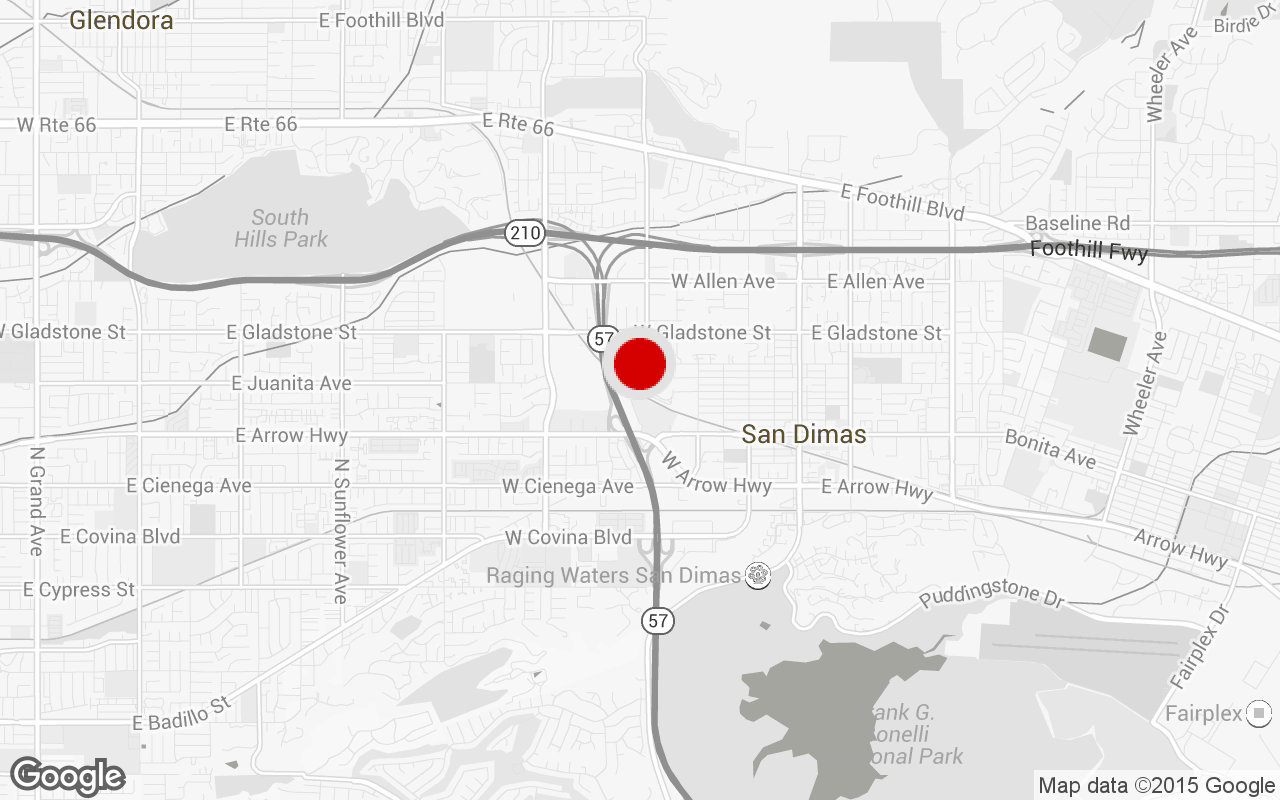 Glendora
E Foothill Blvd
Birdie Dr
Wheeler Ave
W Rte 66
E Rte 66
E Rte 66
E Foothill Blvd
South
Hills Park
Baseline Rd
210
Foothill Fwy
W Allen Ave
E Allen Ave
W Gladstone St
E Gladstone St
57
W Gladstone St
E Gladstone St
E Juanita Ave
Wheeler Ave
E Arrow Hwy
San Dimas
Bonita Ave
N Grand Ave
E Cienega Ave
N Sunflower Ave
W Cienega Ave
W Arrow Hwy
E Arrow Hwy
E Covina Blvd
W Covina Blvd
Arrow Hwy
E Cypress St
Raging Waters San Dimas
Puddingstone Dr
57
Fairplex Dr
E Badillo St
ank G.
onelli
onal Park
Fairplex
Google
Map data ©2015 Google